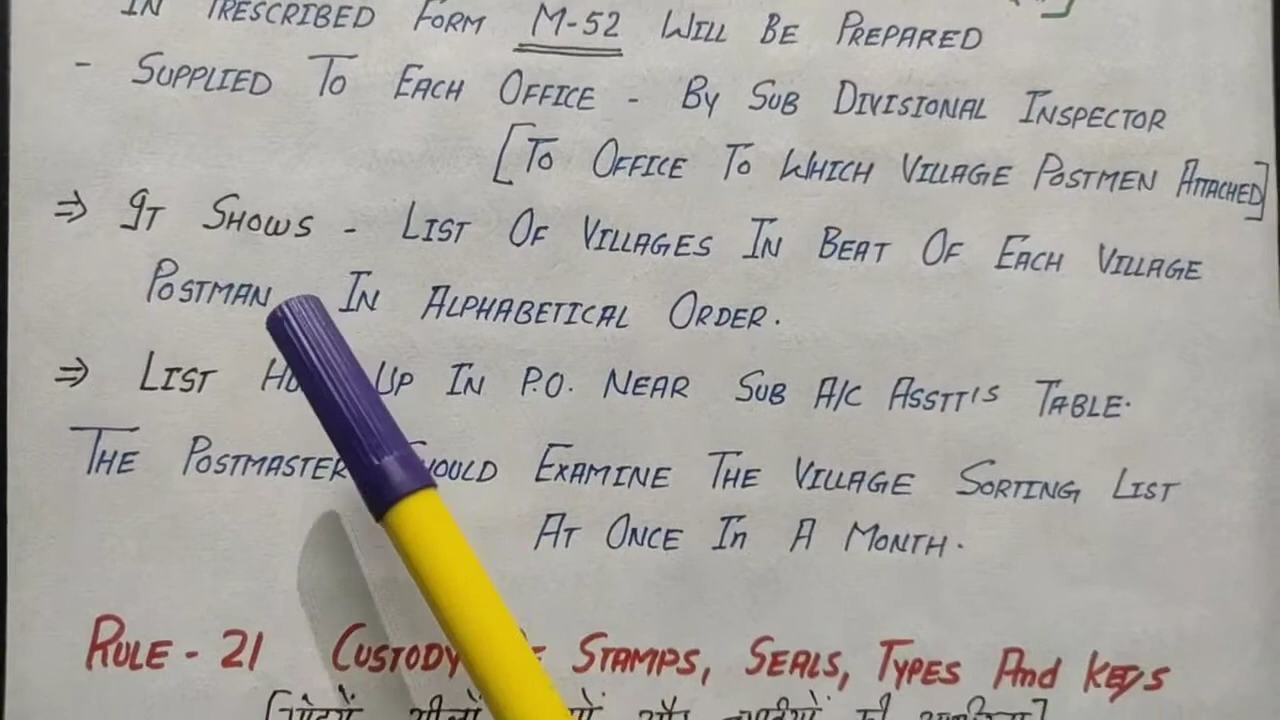 IN PRESCRIBED FORM M-52 WILL BE PREPARED
- SUPPLIED TO EACH OFFICE - BY SUB DIVISIONAL INSPECTOR
[TO OFFICE TO WHICH VILLAGE POSTMEN ATTACHED]
⇒ IT SHOWS - LIST OF VILLAGES IN BEAT OF EACH VILLAGE
POSTMAN IN ALPHABETICAL ORDER.
⇒ LIST UP IN P.O. NEAR SUB A/C ASSTT'S TABLE.
THE POSTMASTER SHOULD EXAMINE THE VILLAGE SORTING LIST
AT ONCE IN A MONTH.
RULE - 21 CUSTODY STAMPS, SEALS, TYPES And KEYS
और